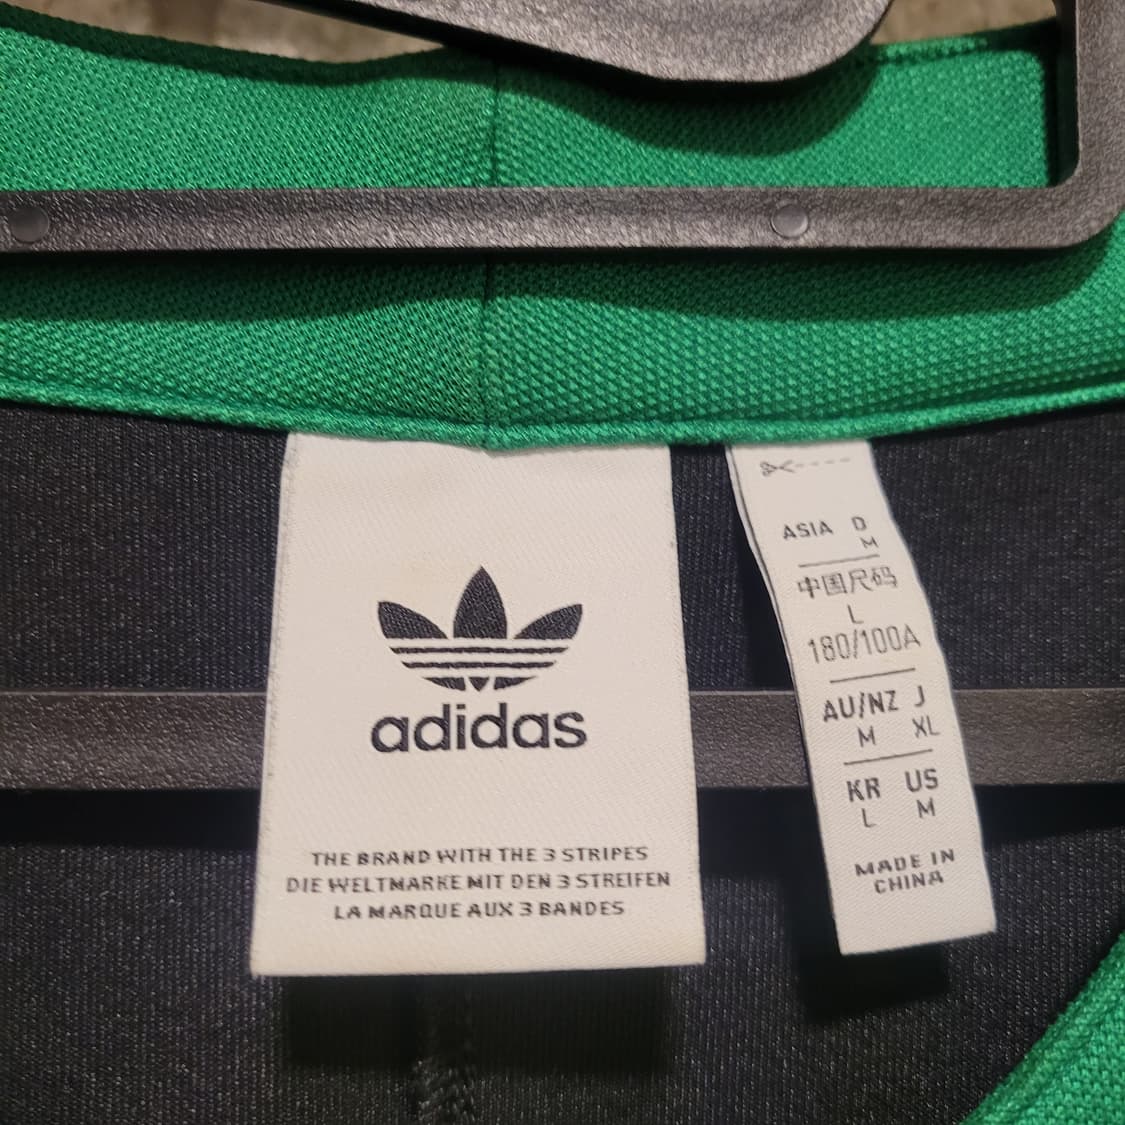 adidas
THE BRAND WITH THE 3 STRIPES
DIE WELTMARKE MIT DEN 3 STREIFEN
LA MARQUE AUX 3 BANDES
ASIA D
M
中国尺码
L
180/100A
AU/NZ J
M XL
KR US
L M
MADE IN
CHINA